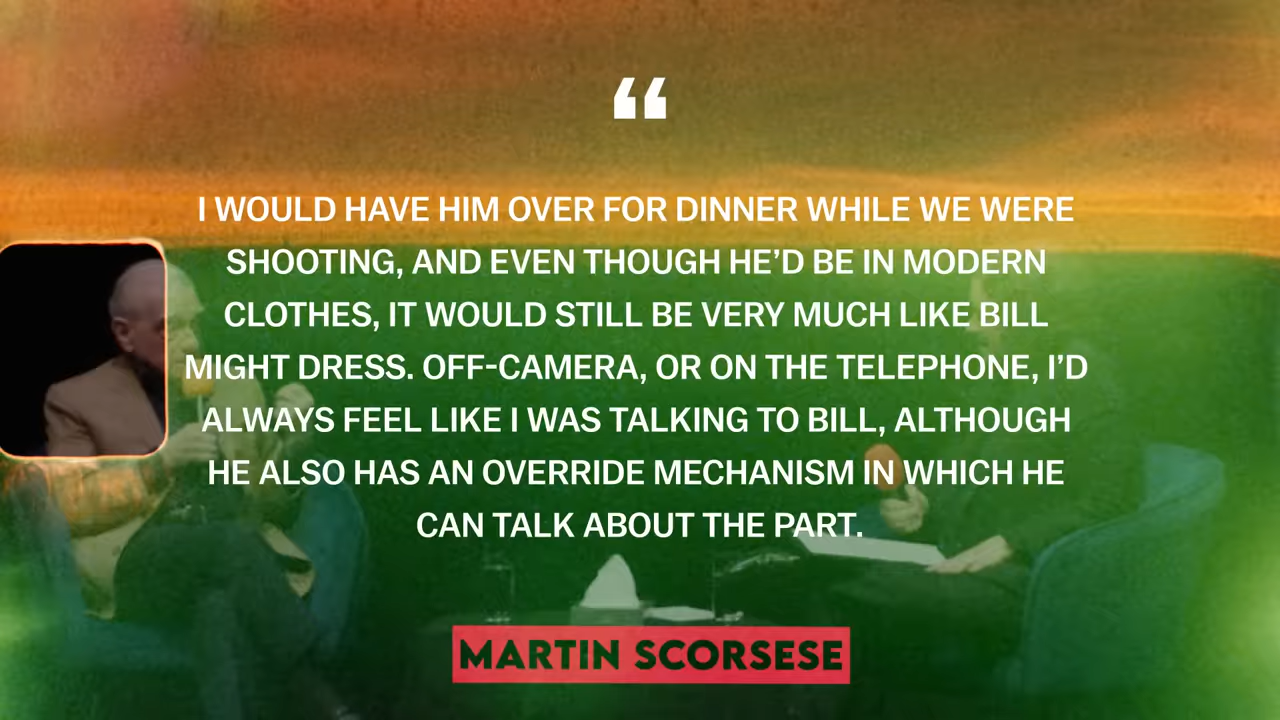 “
I WOULD HAVE HIM OVER FOR DINNER WHILE WE WERE
SHOOTING, AND EVEN THOUGH HE’D BE IN MODERN
CLOTHES, IT WOULD STILL BE VERY MUCH LIKE BILL
MIGHT DRESS. OFF-CAMERA, OR ON THE TELEPHONE, I’D
ALWAYS FEEL LIKE I WAS TALKING TO BILL, ALTHOUGH
HE ALSO HAS AN OVERRIDE MECHANISM IN WHICH HE
CAN TALK ABOUT THE PART.
MARTIN SCORSESE